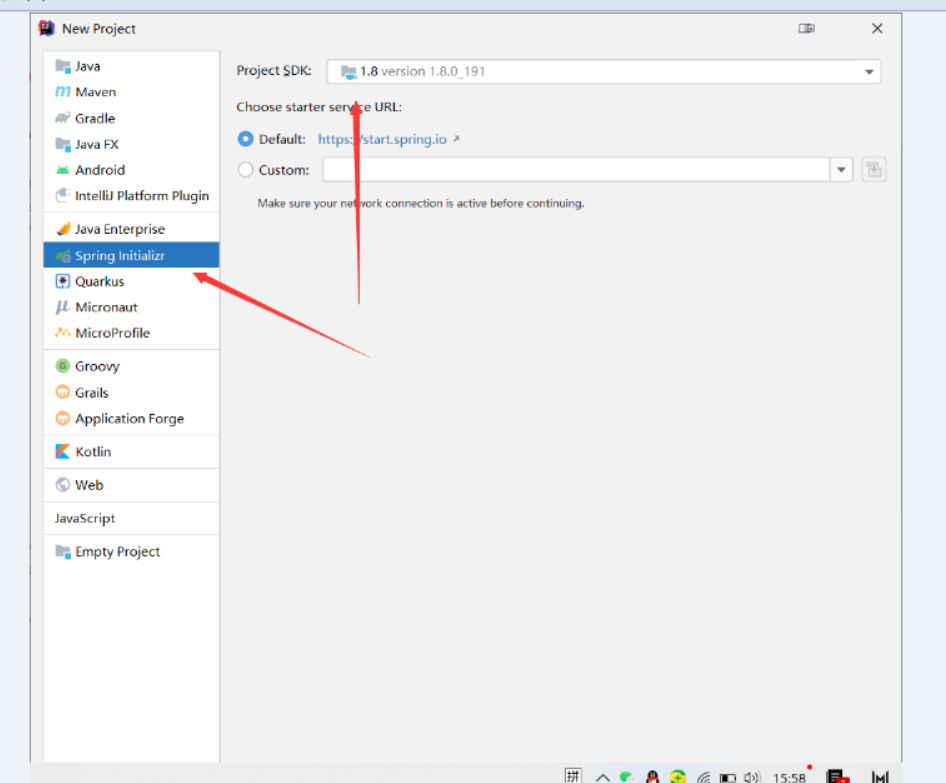 New Project
Java
Maven
Gradle
Java FX
Android
IntelliJ Platform Plugin
Java Enterprise
Spring Initializr
Quarkus
Micronaut
MicroProfile
Groovy
Grails
Application Forge
Kotlin
Web
JavaScript
Empty Project
Project SDK: 1.8 version 1.8.0_191
Choose starter service URL:
Default: https://start.spring.io
Custom:
Make sure your network connection is active before continuing.
拼 15:58